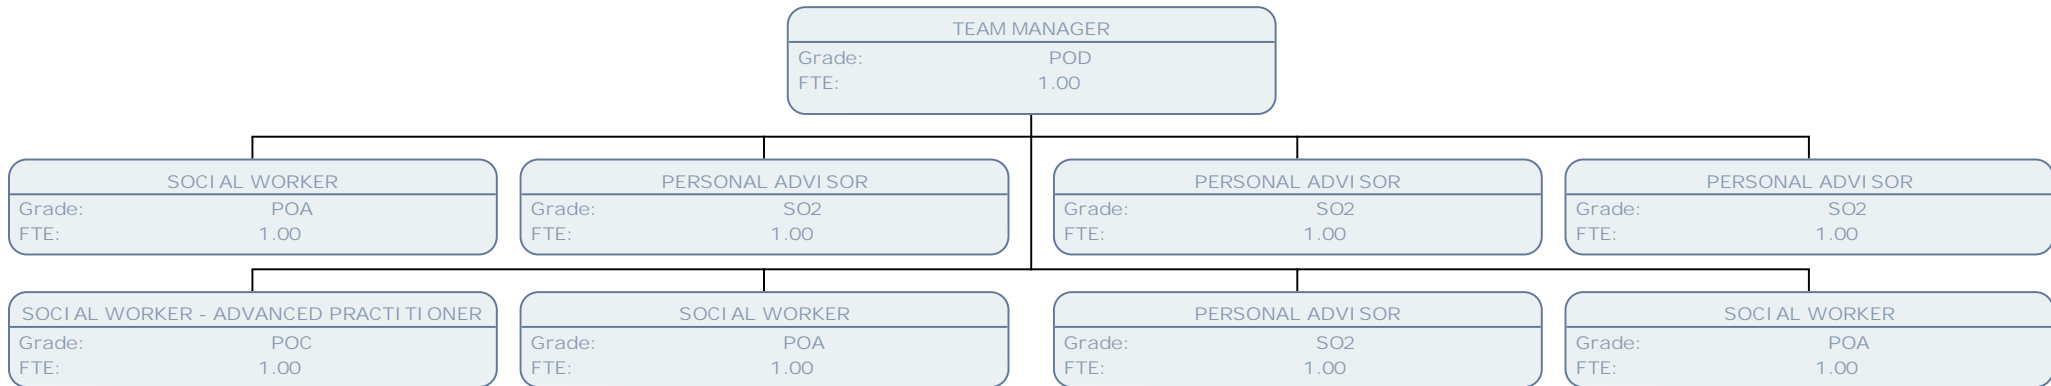 TEAM MANAGER
Grade: POD
FTE: 1.00
SOCIAL WORKER
Grade: POA
FTE: 1.00
PERSONAL ADVISOR
Grade: SO2
FTE: 1.00
PERSONAL ADVISOR
Grade: SO2
FTE: 1.00
PERSONAL ADVISOR
Grade: SO2
FTE: 1.00
SOCIAL WORKER - ADVANCED PRACTITIONER
Grade: POC
FTE: 1.00
SOCIAL WORKER
Grade: POA
FTE: 1.00
PERSONAL ADVISOR
Grade: SO2
FTE: 1.00
SOCIAL WORKER
Grade: POA
FTE: 1.00